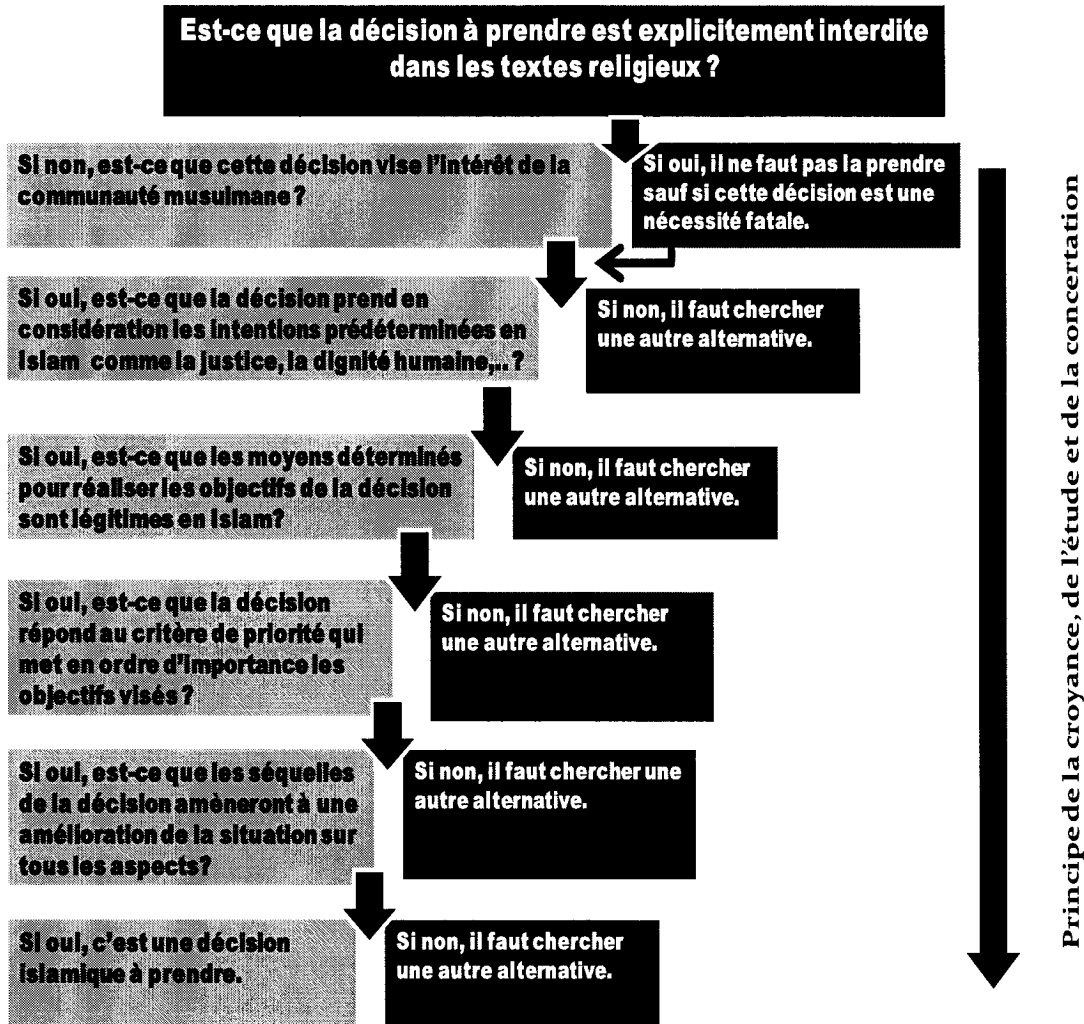 Est-ce que la décision à prendre est explicitement interdite
dans les textes religieux ?
Si non, est-ce que cette décision vise l'intérêt de la
communauté musulmane ?
Si oui, il ne faut pas la prendre
sauf si cette décision est une
nécessité fatale.
Si oui, est-ce que la décision prend en
considération les intentions prédéterminées en
Islam comme la justice, la dignité humaine,.. ?
Si non, il faut chercher
une autre alternative.
Si oui, est-ce que les moyens déterminés
pour réaliser les objectifs de la décision
sont légitimes en Islam?
Si non, il faut chercher
une autre alternative.
Si oui, est-ce que la décision
répond au critère de priorité qui
met en ordre d'importance les
objectifs visés ?
Si non, il faut chercher
une autre alternative.
Si oui, est-ce que les séquelles
de la décision amèneront à une
amélioration de la situation sur
tous les aspects?
Si non, il faut chercher une
autre alternative.
Si oui, c'est une décision
islamique à prendre.
Si non, il faut chercher
une autre alternative.
Principe de la croyance, de l'étude et de la concertation